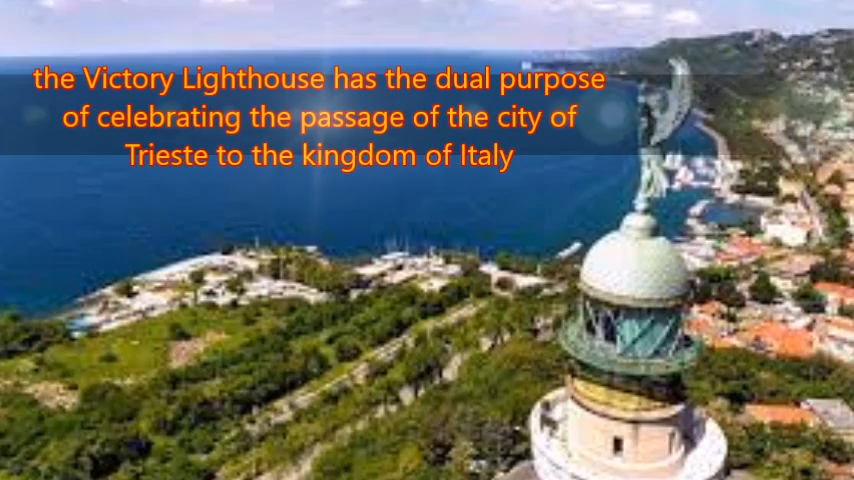 the Victory Lighthouse has the dual purpose
of celebrating the passage of the city of
Trieste to the kingdom of Italy